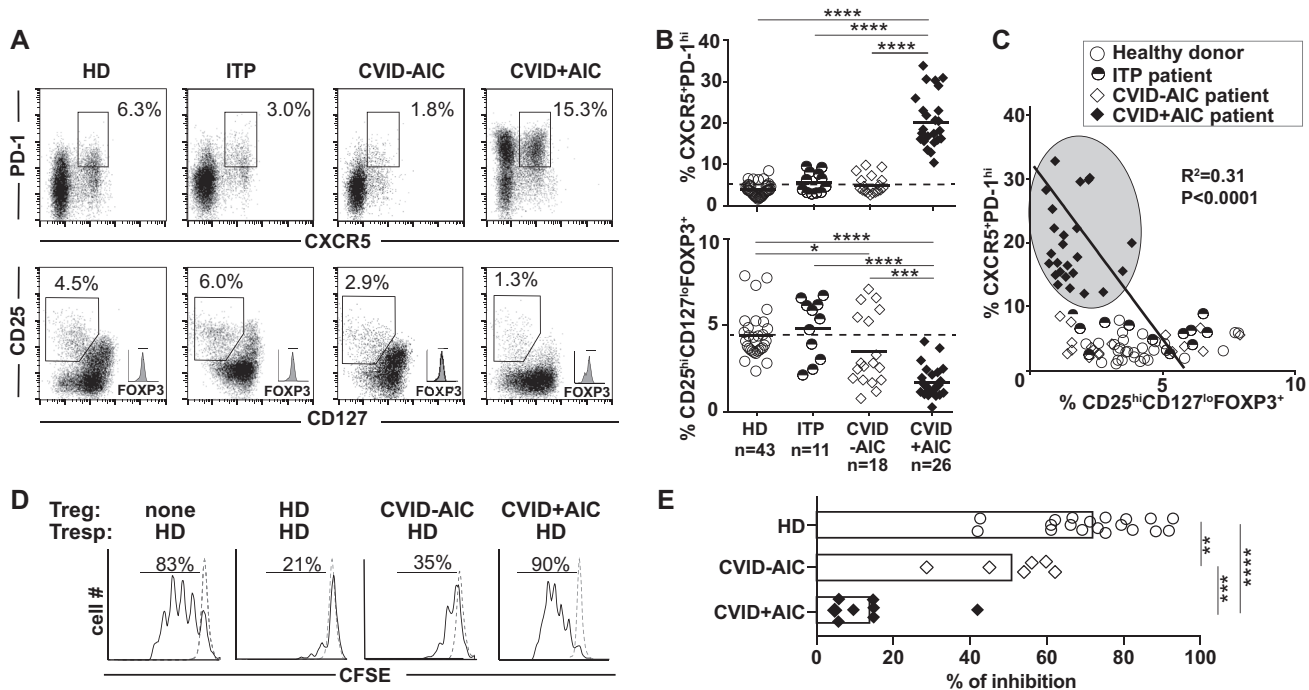 A
HD ITP CVID-AIC CVID+AIC
6.3% 3.0% 1.8% 15.3%
PD-1
CXCR5
4.5% 6.0% 2.9% 1.3%
CD25
FOXP3 FOXP3 FOXP3 FOXP3
CD127
B
****
****
****
% CXCR5⁺PD-1ʰⁱ
40
30
20
10
0
****
*
****
***
% CD25ʰⁱCD127ˡᵒFOXP3⁺
10
5
0
HD ITP CVID CVID
-AIC +AIC
n=43 n=11 n=18 n=26
C
Healthy donor
ITP patient
CVID-AIC patient
CVID+AIC patient
% CXCR5⁺PD-1ʰⁱ
40
30
20
10
0
R²=0.31
P<0.0001
0 5 10
% CD25ʰⁱCD127ˡᵒFOXP3⁺
D
Treg: none HD CVID-AIC CVID+AIC
Tresp: HD HD HD HD
83% 21% 35% 90%
cell #
CFSE
E
HD
CVID-AIC
CVID+AIC
**
***
****
0 20 40 60 80 100
% of inhibition